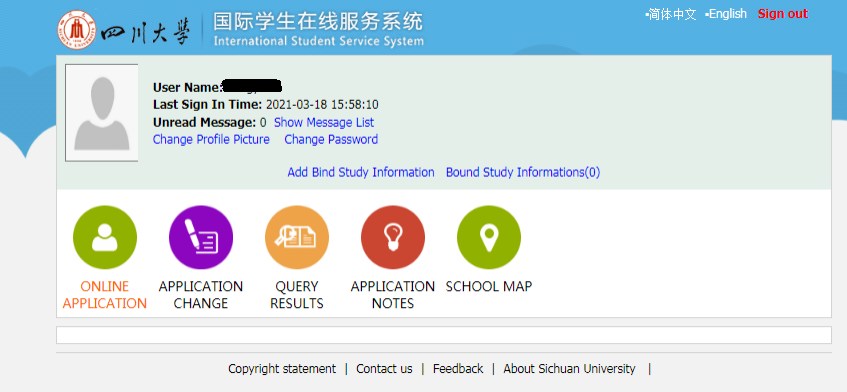 四川大学
国际学生在线服务系统
International Student Service System
▪简体中文 ▪English Sign out
User Name:
Last Sign In Time: 2021-03-18 15:58:10
Unread Message: 0 Show Message List
Change Profile Picture Change Password
Add Bind Study Information Bound Study Informations(0)
ONLINE APPLICATION
APPLICATION CHANGE
QUERY RESULTS
APPLICATION NOTES
SCHOOL MAP
Copyright statement | Contact us | Feedback | About Sichuan University |